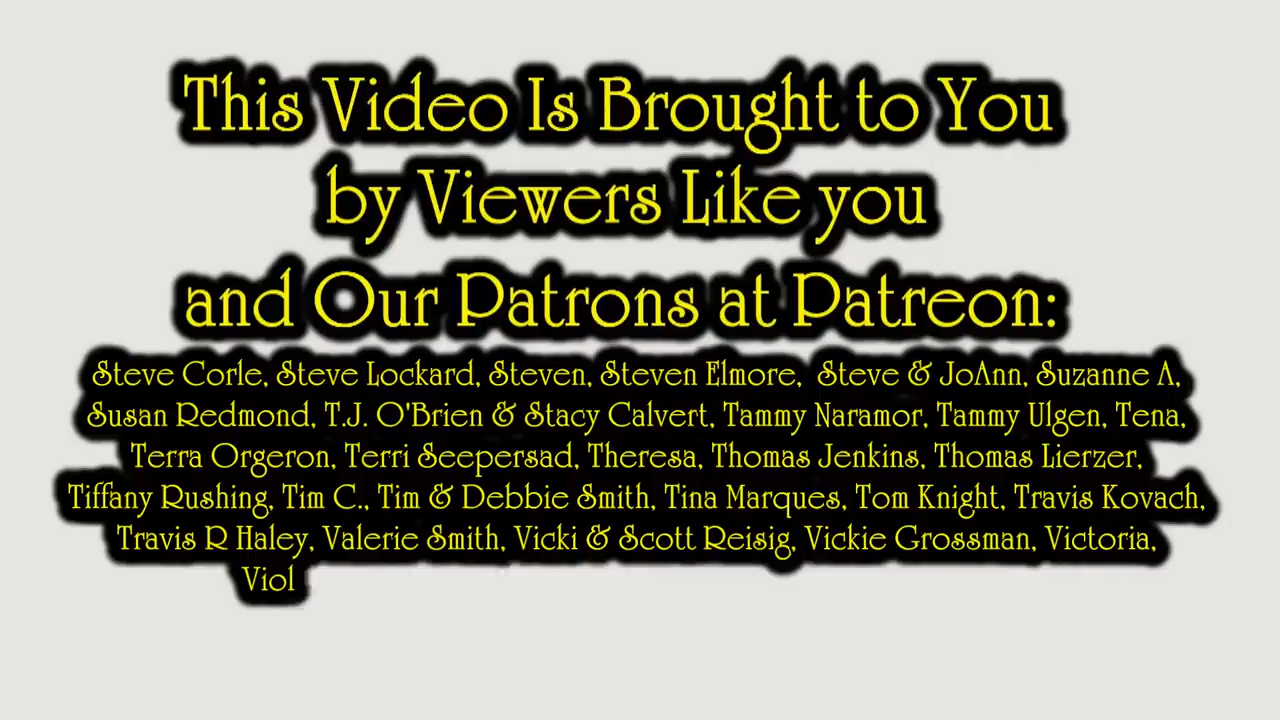 This Video Is Brought to You
by Viewers Like you
and Our Patrons at Patreon:
Steve Corle, Steve Lockard, Steven, Steven Elmore, Steve & JoAnn, Suzanne A,
Susan Redmond, T.J. O'Brien & Stacy Calvert, Tammy Naramor, Tammy Ulgen, Tena,
Terra Orgeron, Terri Seepersad, Theresa, Thomas Jenkins, Thomas Lierzer,
Tiffany Rushing, Tim C., Tim & Debbie Smith, Tina Marques, Tom Knight, Travis Kovach,
Travis R Haley, Valerie Smith, Vicki & Scott Reisig, Vickie Grossman, Victoria,
Viol